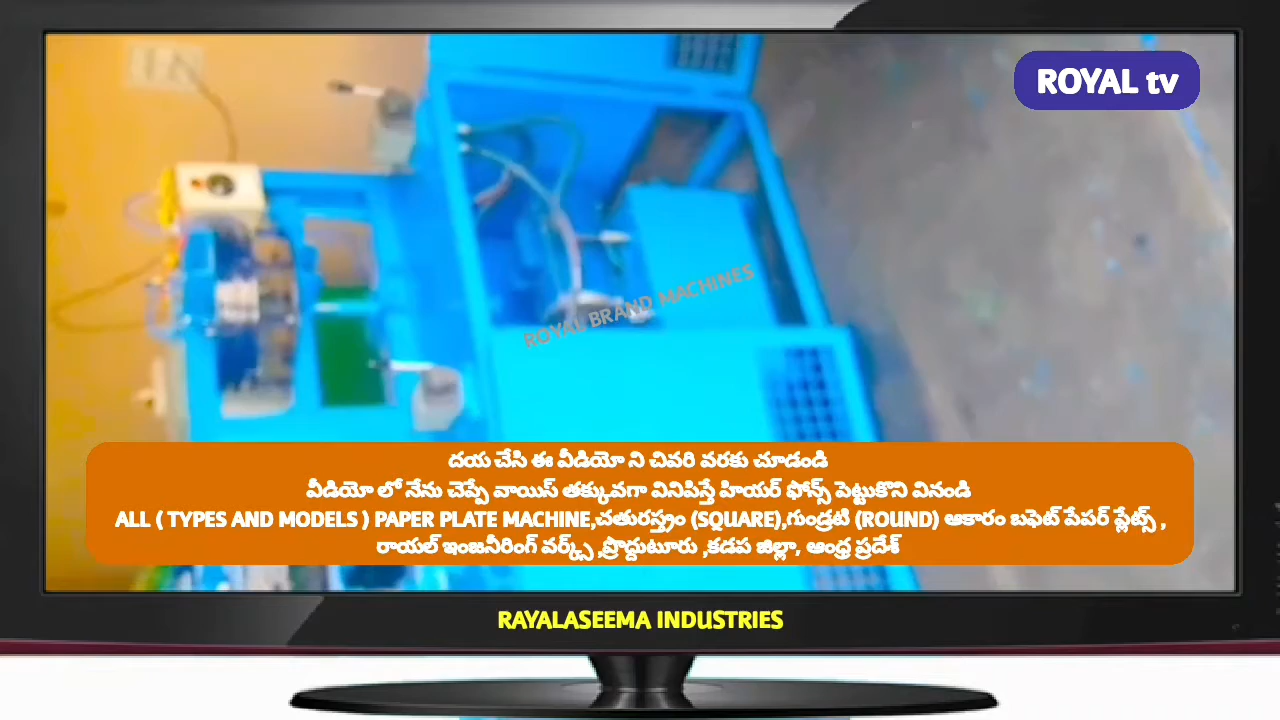 ROYAL tv
ROYAL BRAND MACHINES
దయ చేసి ఈ వీడియో ని చివరి వరకు చూడండి
వీడియో లో నేను చెప్పే వాయిస్ తక్కువగా వినిపిస్తే హియర్ ఫోన్స్ పెట్టుకొని వినండి
ALL ( TYPES AND MODELS ) PAPER PLATE MACHINE,చతురస్త్రం (SQUARE),గుండ్రటి (ROUND) ఆకారం బఫెట్ పేపర్ ప్లేట్స్ ,
రాయల్ ఇంజనీరింగ్ వర్క్స్ ,ప్రొద్దుటూరు ,కడప జిల్లా, ఆంధ్ర ప్రదేశ్
RAYALASEEMA INDUSTRIES